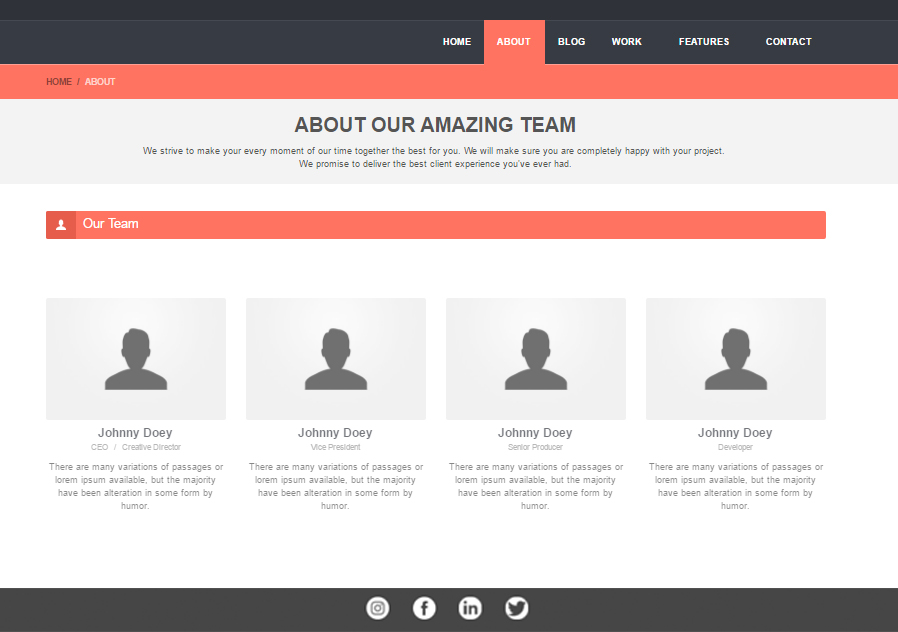 HOME ABOUT BLOG WORK FEATURES CONTACT
HOME / ABOUT
ABOUT OUR AMAZING TEAM
We strive to make your every moment of our time together the best for you. We will make sure you are completely happy with your project.
We promise to deliver the best client experience you've ever had.
Our Team
Johnny Doey
CEO / Creative Director
There are many variations of passages or
lorem ipsum available, but the majority
have been alteration in some form by
humor.
Johnny Doey
Vice President
There are many variations of passages or
lorem ipsum available, but the majority
have been alteration in some form by
humor.
Johnny Doey
Senior Producer
There are many variations of passages or
lorem ipsum available, but the majority
have been alteration in some form by
humor.
Johnny Doey
Developer
There are many variations of passages or
lorem ipsum available, but the majority
have been alteration in some form by
humor.